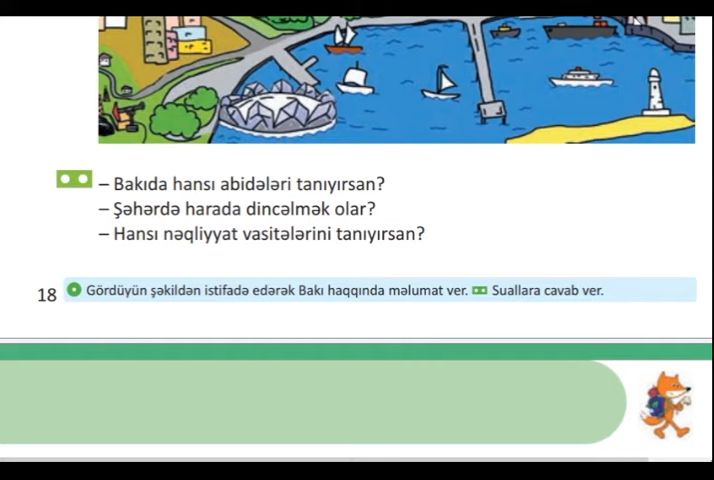 – Bakıda hansı abidələri tanıyırsan?
– Şəhərdə harada dincəlmək olar?
– Hansı nəqliyyat vasitələrini tanıyırsan?
18 Gördüyün şəkildən istifadə edərək Bakı haqqında məlumat ver. Suallara cavab ver.